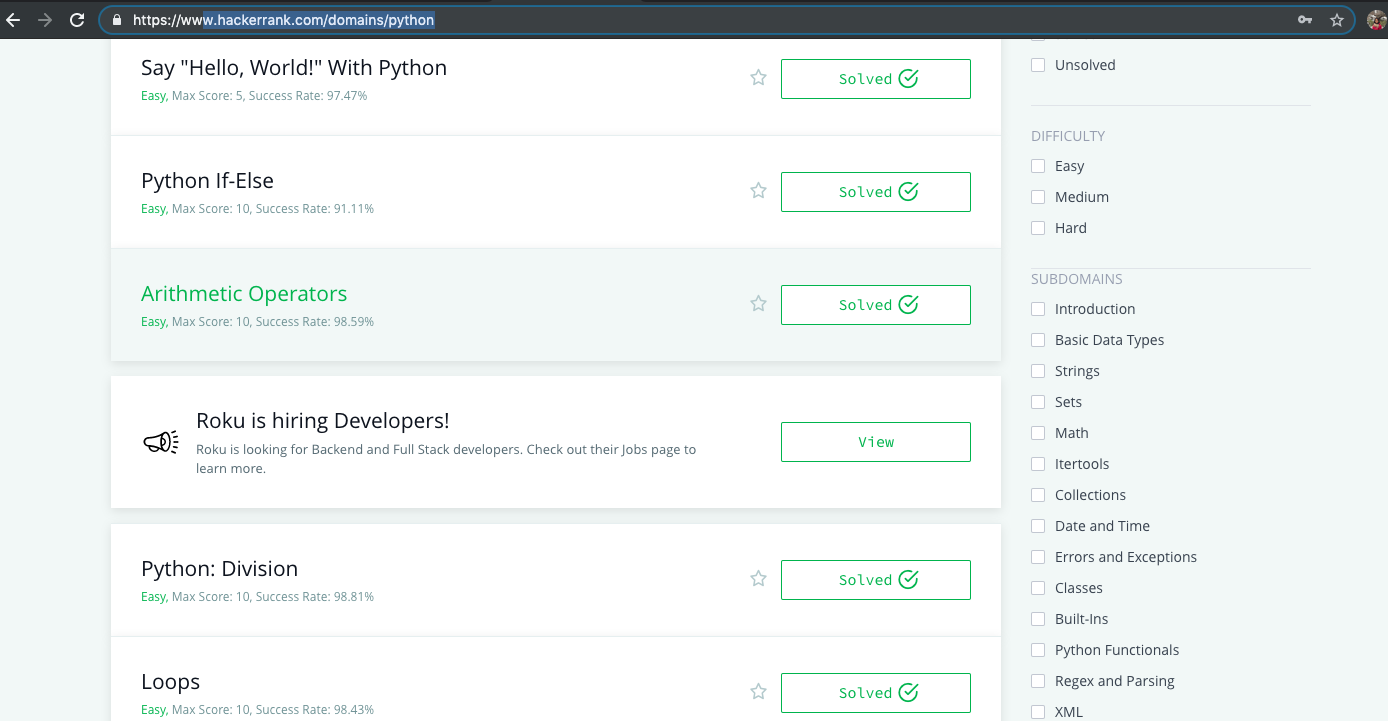 https://www.hackerrank.com/domains/python
Say "Hello, World!" With Python
Easy, Max Score: 5, Success Rate: 97.47%
Solved
Python If-Else
Easy, Max Score: 10, Success Rate: 91.11%
Solved
Arithmetic Operators
Easy, Max Score: 10, Success Rate: 98.59%
Solved
Roku is hiring Developers!
Roku is looking for Backend and Full Stack developers. Check out their Jobs page to
learn more.
View
Python: Division
Easy, Max Score: 10, Success Rate: 98.81%
Solved
Loops
Easy, Max Score: 10, Success Rate: 98.43%
Solved
Unsolved
DIFFICULTY
Easy
Medium
Hard
SUBDOMAINS
Introduction
Basic Data Types
Strings
Sets
Math
Itertools
Collections
Date and Time
Errors and Exceptions
Classes
Built-Ins
Python Functionals
Regex and Parsing
XML